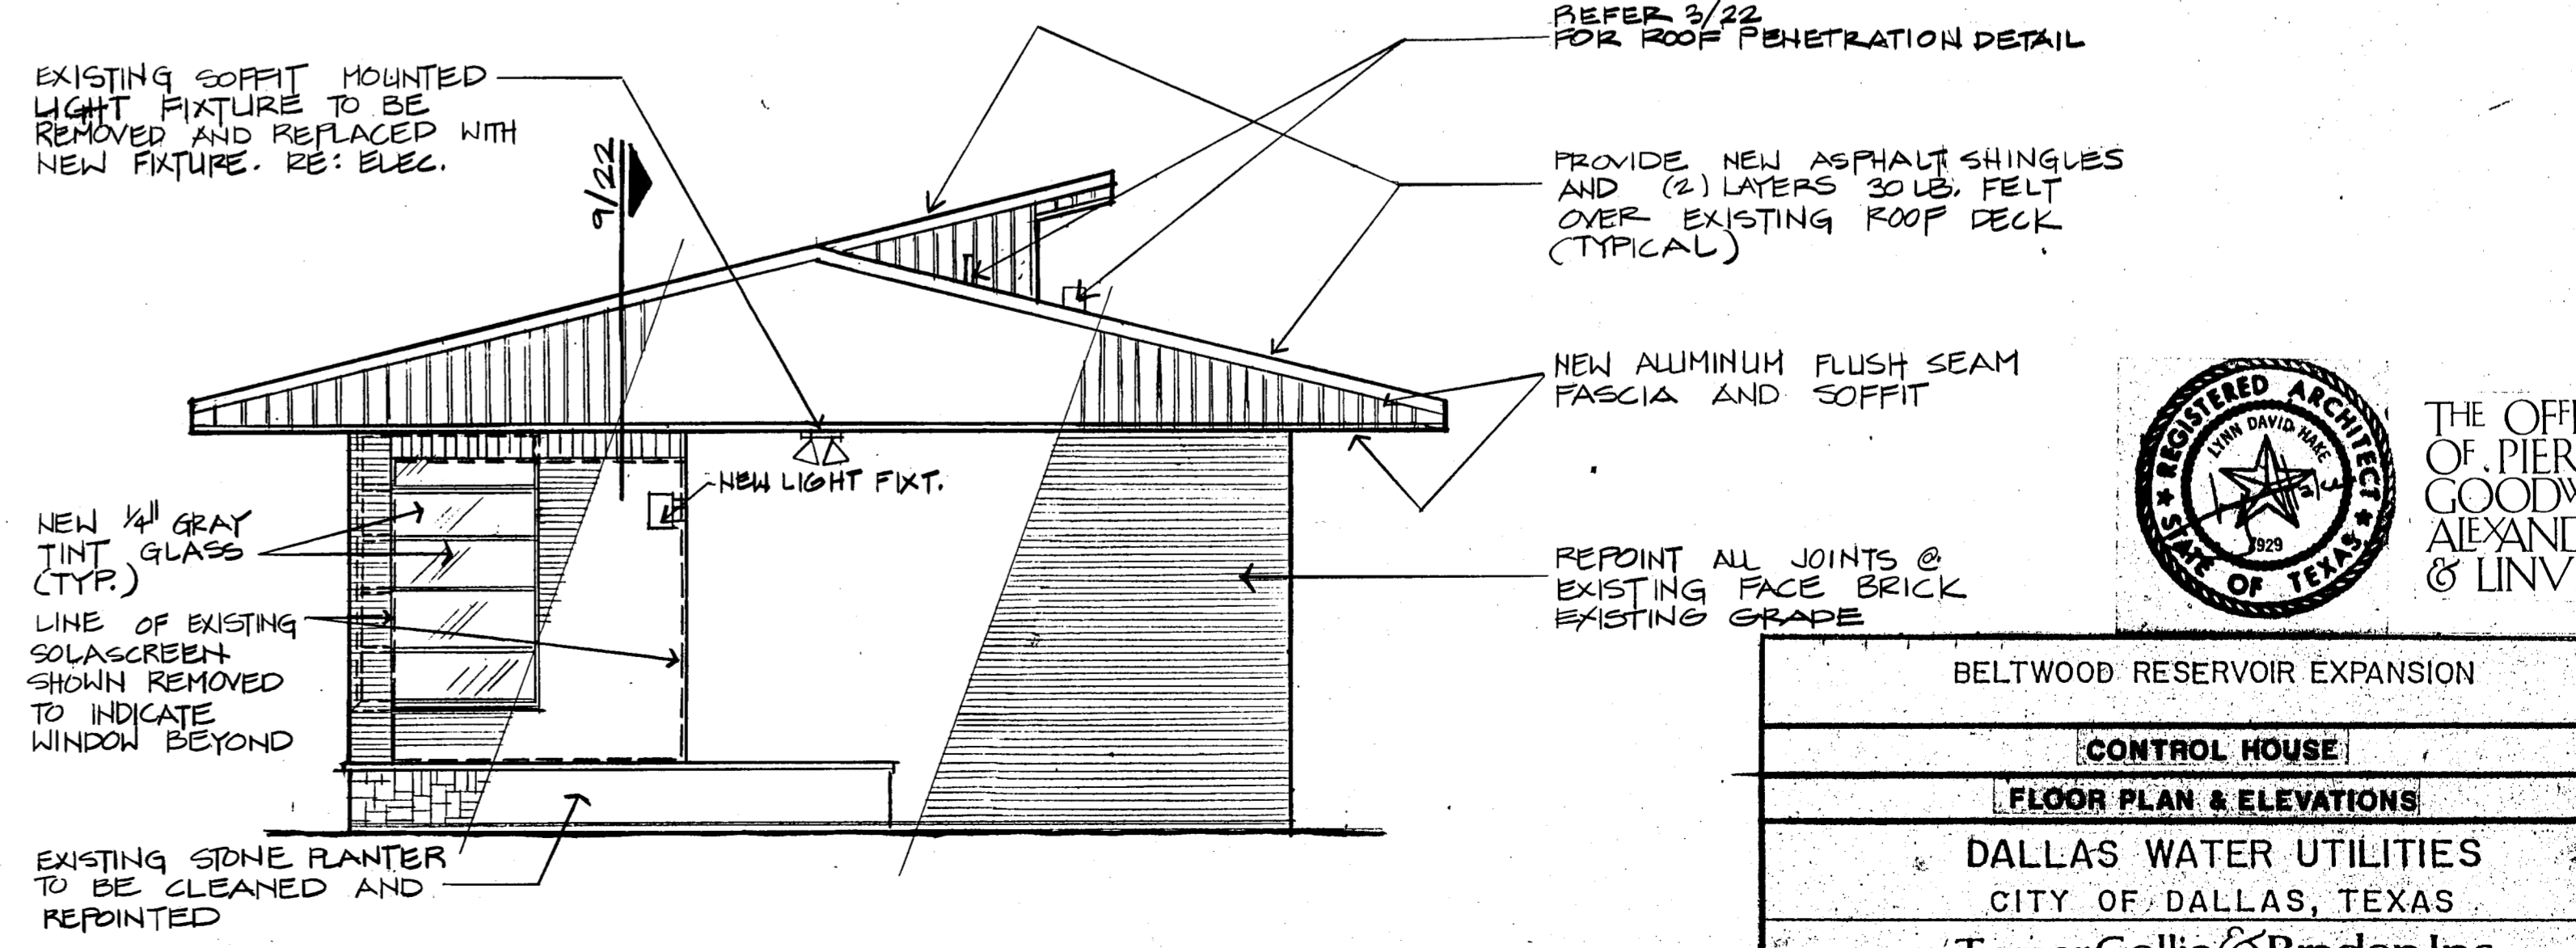 EXISTING SOFFIT MOUNTED
LIGHT FIXTURE TO BE
REMOVED AND REPLACED WITH
NEW FIXTURE. RE: ELEC.
9/22
REFER 3/22
FOR ROOF PENETRATION DETAIL
PROVIDE NEW ASPHALT SHINGLES
AND (2) LAYERS 30 LB. FELT
OVER EXISTING ROOF DECK
(TYPICAL)
NEW ALUMINUM FLUSH SEAM
FASCIA AND SOFFIT
NEW LIGHT FIXT.
NEW 1/4" GRAY
TINT GLASS
(TYP.)
LINE OF EXISTING
SOLASCREEN
SHOWN REMOVED
TO INDICATE
WINDOW BEYOND
REPOINT ALL JOINTS @
EXISTING FACE BRICK
EXISTING GRADE
EXISTING STONE PLANTER
TO BE CLEANED AND
REPOINTED
REGISTERED ARCHITECT
STATE OF TEXAS
LYNN DAVID HAKE
7929
THE OFFI
OF PIER
GOODW
ALEXAND
& LINV
BELTWOOD RESERVOIR EXPANSION
CONTROL HOUSE
FLOOR PLAN & ELEVATIONS
DALLAS WATER UTILITIES
CITY OF DALLAS, TEXAS